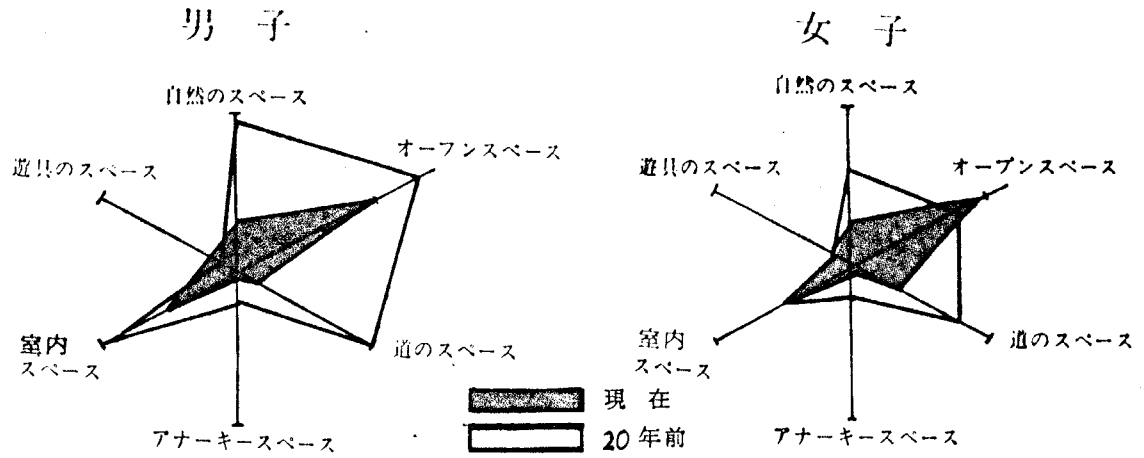 男子
女子
自然のスペース
オープンスペース
遊具のスペース
室内
スペース
道のスペース
アナーキースペース
自然のスペース
オープンスペース
遊具のスペース
室内
スペース
道のスペース
アナーキースペース
現在
20年前